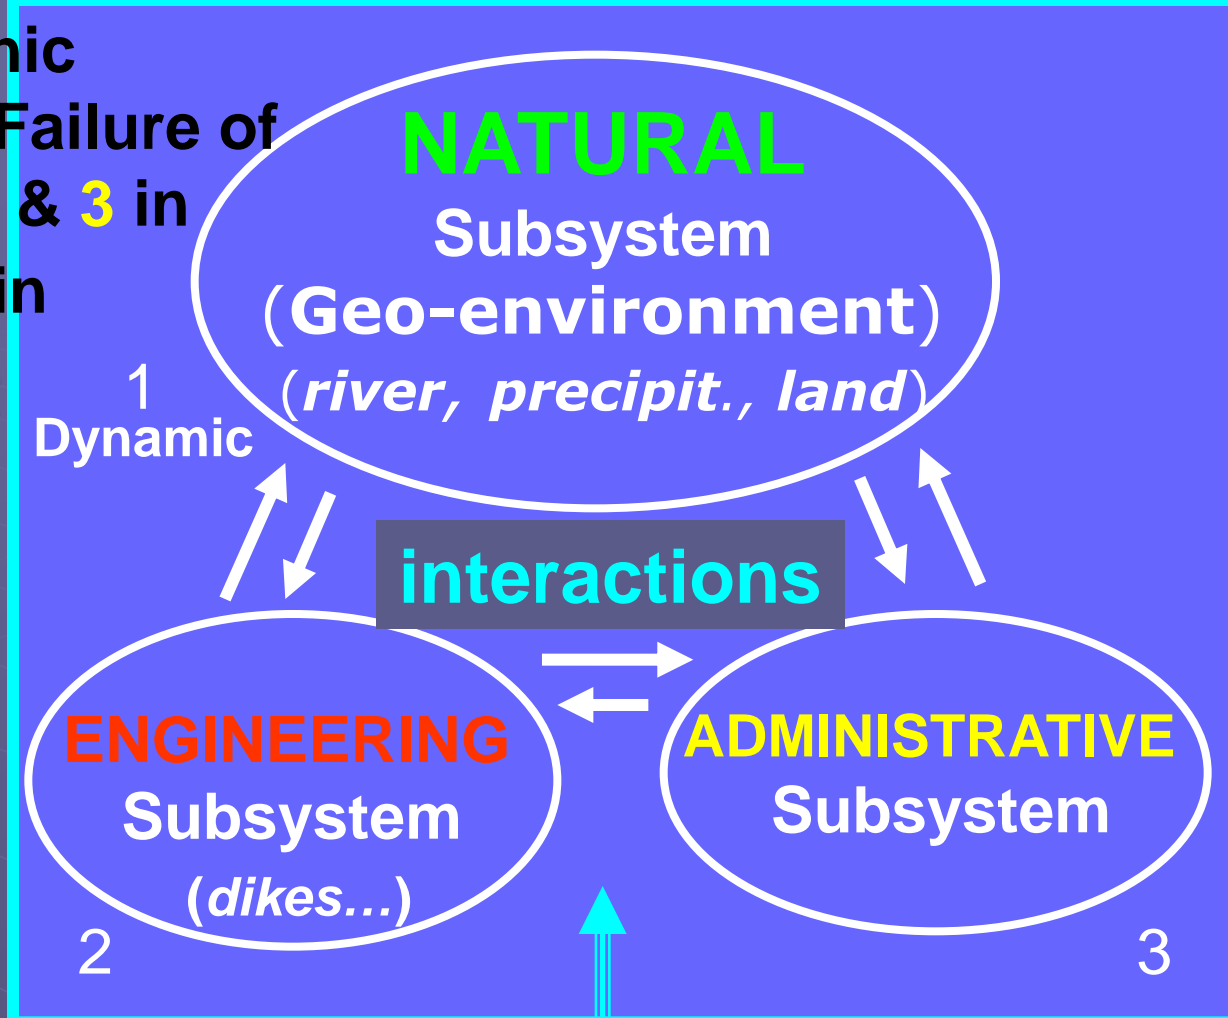 Failure of
& 3 in
in
NATURAL
Subsystem
(Geo-environment)
(river, precipit., land)
1
Dynamic
interactions
ENGINEERING
Subsystem
(dikes...)
2
ADMINISTRATIVE
Subsystem
3